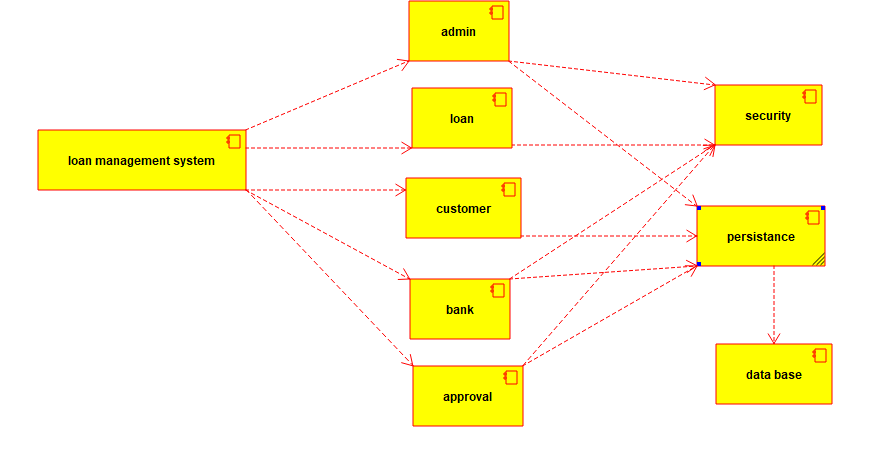 admin
loan
security
loan management system
customer
persistance
bank
data base
approval